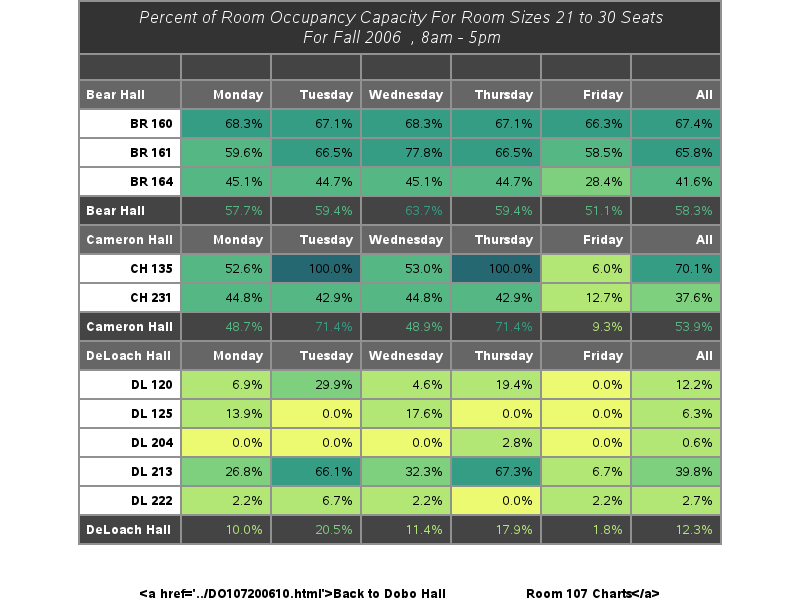 Percent of Room Occupancy Capacity For Room Sizes 21 to 30 Seats
For Fall 2006 , 8am - 5pm
Bear Hall Monday Tuesday Wednesday Thursday Friday All
BR 160 68.3% 67.1% 68.3% 67.1% 66.3% 67.4%
BR 161 59.6% 66.5% 77.8% 66.5% 58.5% 65.8%
BR 164 45.1% 44.7% 45.1% 44.7% 28.4% 41.6%
Bear Hall 57.7% 59.4% 63.7% 59.4% 51.1% 58.3%
Cameron Hall Monday Tuesday Wednesday Thursday Friday All
CH 135 52.6% 100.0% 53.0% 100.0% 6.0% 70.1%
CH 231 44.8% 42.9% 44.8% 42.9% 12.7% 37.6%
Cameron Hall 48.7% 71.4% 48.9% 71.4% 9.3% 53.9%
DeLoach Hall Monday Tuesday Wednesday Thursday Friday All
DL 120 6.9% 29.9% 4.6% 19.4% 0.0% 12.2%
DL 125 13.9% 0.0% 17.6% 0.0% 0.0% 6.3%
DL 204 0.0% 0.0% 0.0% 2.8% 0.0% 0.6%
DL 213 26.8% 66.1% 32.3% 67.3% 6.7% 39.8%
DL 222 2.2% 6.7% 2.2% 0.0% 2.2% 2.7%
DeLoach Hall 10.0% 20.5% 11.4% 17.9% 1.8% 12.3%
<a href='../DO107200610.html'>Back to Dobo Hall Room 107 Charts</a>